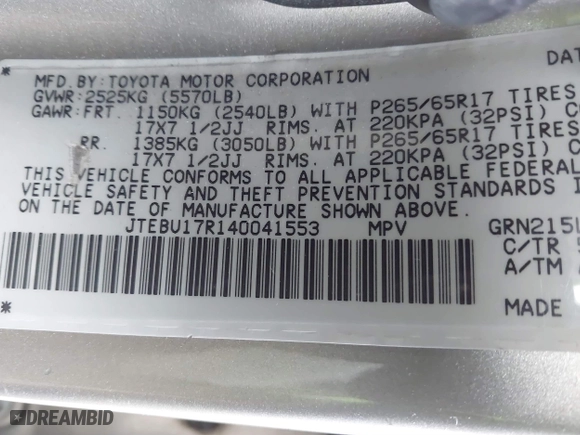 * DAT
MFD.BY:TOYOTA MOTOR CORPORATION
GVWR:2525KG (5570LB)
GAWR:FRT. 1150KG (2540LB) WITH P265/65R17 TIRES
17X7 1/2JJ RIMS. AT 220KPA (32PSI) C
RR. 1385KG (3050LB) WITH P265/65R17 TIRES
17X7 1/2JJ RIMS. AT 220KPA (32PSI) C
THIS VEHICLE CONFORMS TO ALL APPLICABLE FEDERAL
VEHICLE SAFETY AND THEFT PREVENTION STANDARDS I
ON THE DATE OF MANUFACTURE SHOWN ABOVE.
JTEBU17R140041553 MPV GRN215
C/TR
A/TM
* MADE
DREAMBID